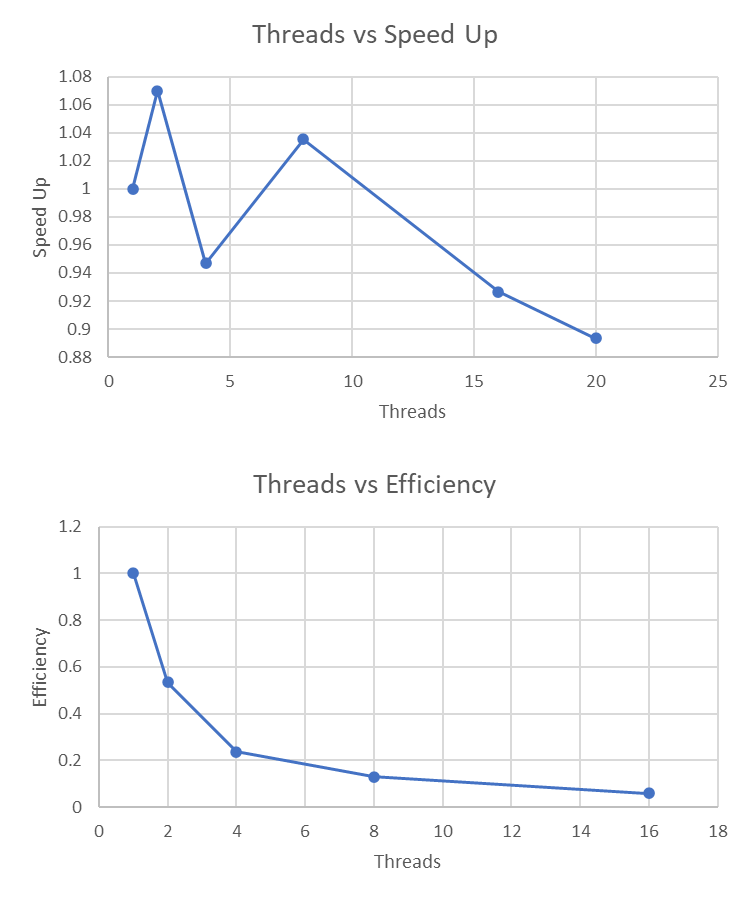 Threads vs Speed Up
1.08
1.06
1.04
1.02
1
0.98
0.96
0.94
0.92
0.9
0.88
Speed Up
0 5 10 15 20 25
Threads
Threads vs Efficiency
1.2
1
0.8
0.6
0.4
0.2
0
Efficiency
0 2 4 6 8 10 12 14 16 18
Threads